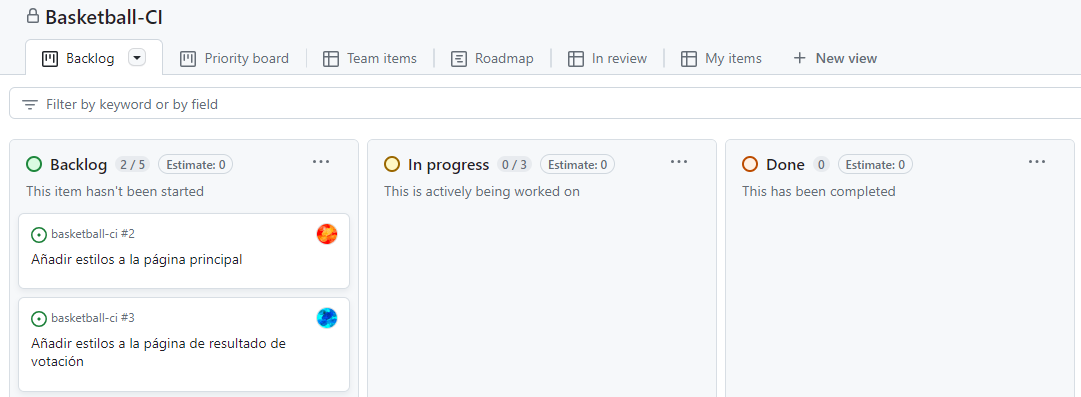 Basketball-CI
Backlog
Priority board
Team items
Roadmap
In review
My items
New view
Filter by keyword or by field
Backlog 2 / 5 Estimate: 0
This item hasn't been started
basketball-ci #2
Añadir estilos a la página principal
basketball-ci #3
Añadir estilos a la página de resultado de
votación
In progress 0 / 3 Estimate: 0
This is actively being worked on
Done 0 Estimate: 0
This has been completed